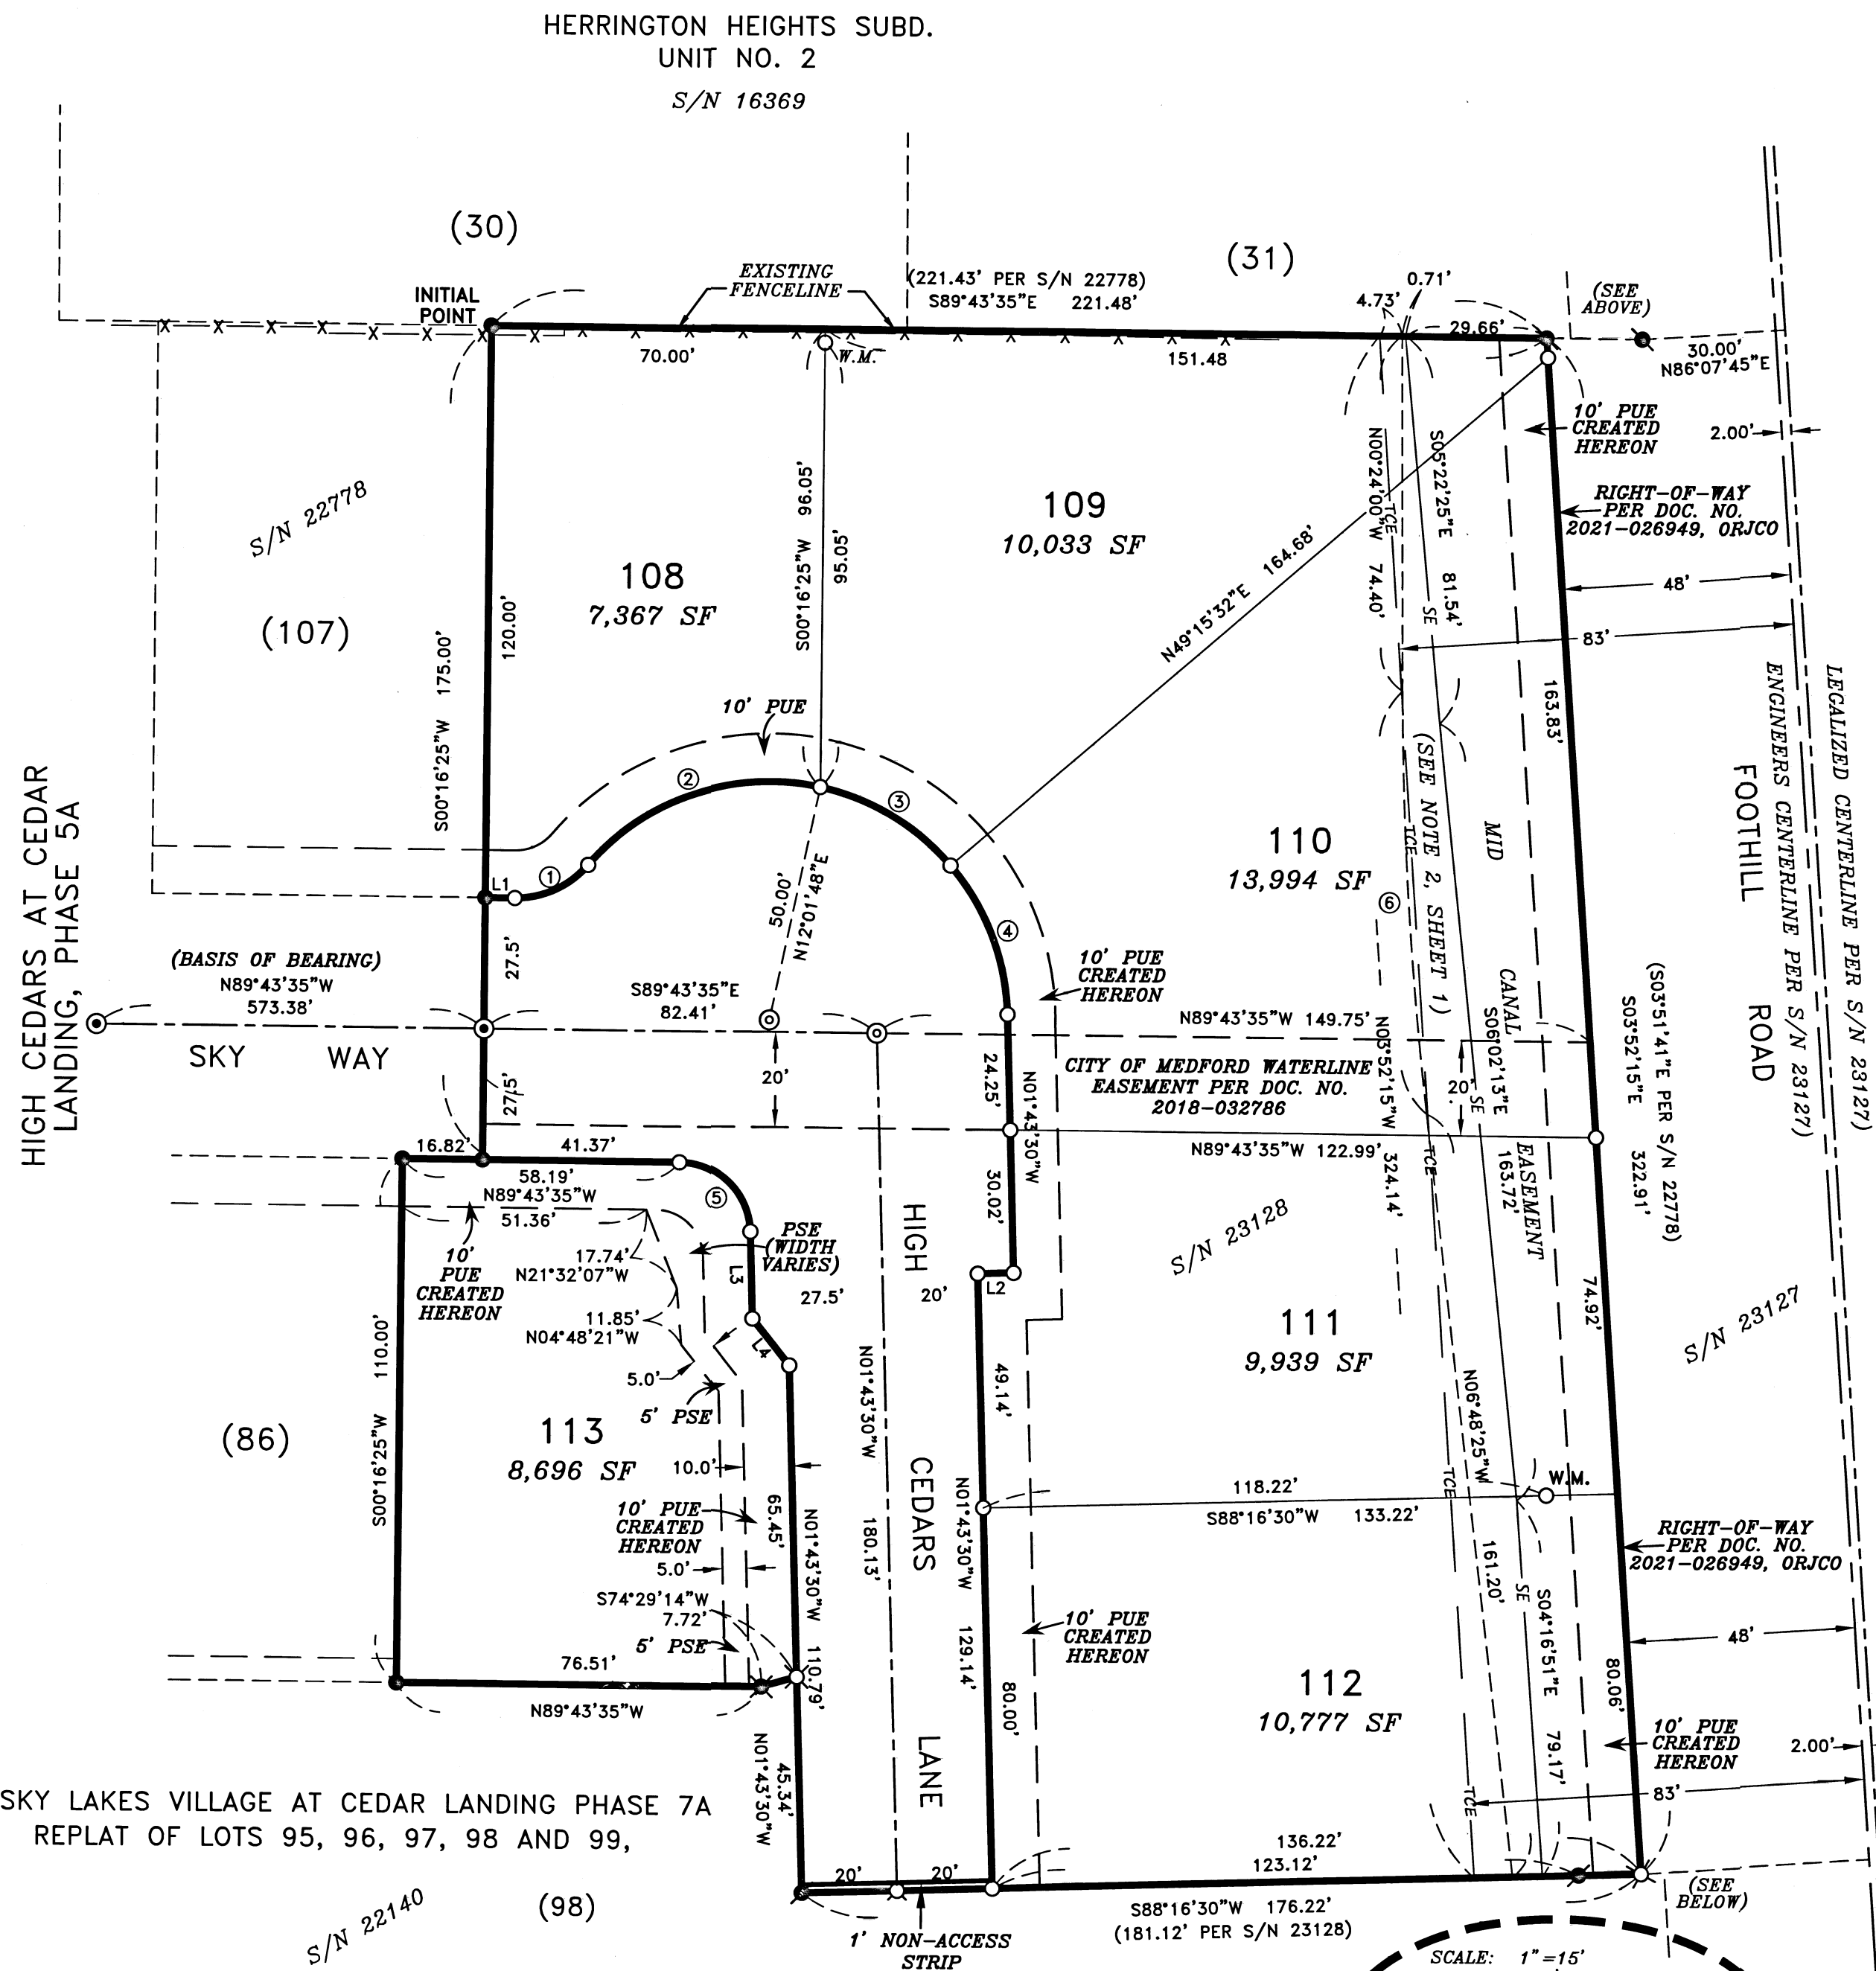 HERRINGTON HEIGHTS SUBD.
UNIT NO. 2
S/N 16369
(30)
(31)
INITIAL
POINT
EXISTING
FENCELINE
(221.43' PER S/N 22778)
S89°43'35"E 221.48'
4.73'
0.71'
29.66'
(SEE
ABOVE)
70.00'
W.M.
151.48
30.00'
N86°07'45"E
10' PUE
CREATED
HEREON
2.00'
S/N 22778
(107)
S00°16'25"W 175.00'
120.00'
108
7,367 SF
S00°16'25"W 96.05'
95.05'
109
10,033 SF
N49°15'32"E 164.68'
N00°24'00"W 74.40'
TCE
S05°22'25"E 81.54'
SE
RIGHT-OF-WAY
PER DOC. NO.
2021-026949, ORJCO
48'
83'
163.83'
10' PUE
LEGALIZED CENTERLINE PER S/N 23127)
ENGINEERS CENTERLINE PER S/N 23127)
FOOTHILL
ROAD
HIGH CEDARS AT CEDAR
LANDING, PHASE 5A
L1
①
②
③
④
50.00'
N12°01'48"E
110
13,994 SF
⑥
TCE
(SEE NOTE 2, SHEET 1)
MID
CANAL
EASEMENT
(BASIS OF BEARING)
N89°43'35"W
573.38'
27.5'
S89°43'35"E
82.41'
10' PUE
CREATED
HEREON
SKY WAY
N89°43'35"W 149.75'
CITY OF MEDFORD WATERLINE
EASEMENT PER DOC. NO.
2018-032786
20'
24.25'
N01°43'30"W
N03°52'15"W
324.14'
S06°02'13"E
163.72'
SE
20'
(S03°51'41"E PER S/N 22778)
S03°52'15"E 322.91'
27.5'
16.82'
41.37'
58.19'
N89°43'35"W
51.36'
⑤
N89°43'35"W 122.99'
30.02'
TCE
10'
PUE
CREATED
HEREON
17.74'
N21°32'07"W
PSE
(WIDTH
VARIES)
L3
27.5'
20'
HIGH
CEDARS
LANE
L2
S/N 23128
74.92'
S/N 23127
11.85'
N04°48'21"W
L4
5.0'
5' PSE
N01°43'30"W 180.13'
49.14'
111
9,939 SF
N06°48'25"W
161.20'
S00°16'25"W 110.00'
(86)
113
8,696 SF
10.0'
65.45'
10' PUE
CREATED
HEREON
N01°43'30"W 110.79'
5.0'
S74°29'14"W
7.72'
5' PSE
N01°43'30"W 129.14'
118.22'
S88°16'30"W 133.22'
W.M.
TCE
SE
RIGHT-OF-WAY
PER DOC. NO.
2021-026949, ORJCO
48'
10' PUE
CREATED
HEREON
76.51'
N89°43'35"W
80.00'
112
10,777 SF
S04°16'51"E 79.17'
80.06'
10' PUE
CREATED
HEREON
2.00'
83'
TCE
45.34'
N01°43'30"W
SKY LAKES VILLAGE AT CEDAR LANDING PHASE 7A
REPLAT OF LOTS 95, 96, 97, 98 AND 99,
S/N 22140
(98)
20'
20'
1' NON-ACCESS
STRIP
136.22'
123.12'
S88°16'30"W 176.22'
(181.12' PER S/N 23128)
(SEE
BELOW)
SCALE: 1"=15'